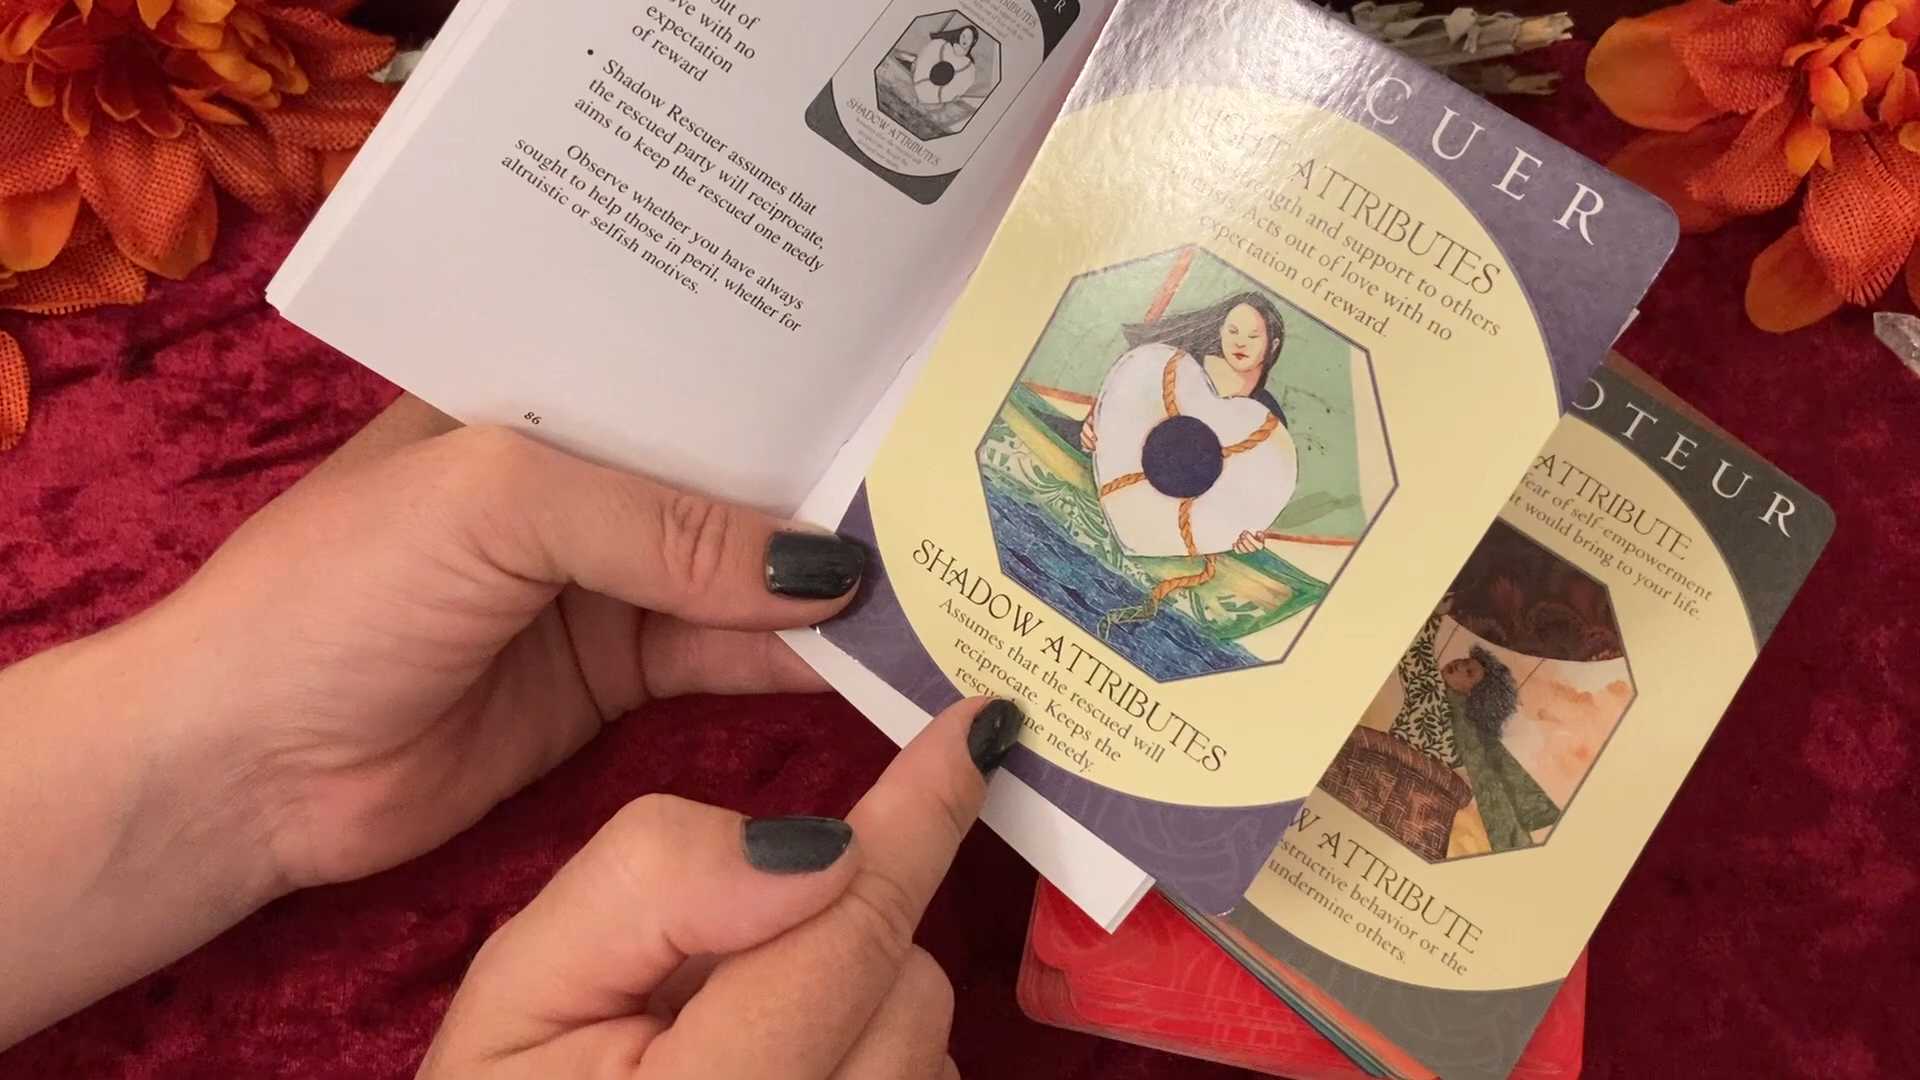 out of
love with no
expectation
of reward
• Shadow Rescuer assumes that
the rescued party will reciprocate,
aims to keep the rescued one needy
Observe whether you have always
sought to help those in peril, whether for
altruistic or selfish motives.
86
SHADOW ATTRIBUTES
CUER
LIGHT ATTRIBUTES
strength and support to others
Acts out of love with no
expectation of reward.
SHADOW ATTRIBUTES
Assumes that the rescued will
reciprocate. Keeps the
one needy.
OTEUR
ATTRIBUTE
fear of self-empowerment
it would bring to your life.
W ATTRIBUTE
destructive behavior or the
undermine others.